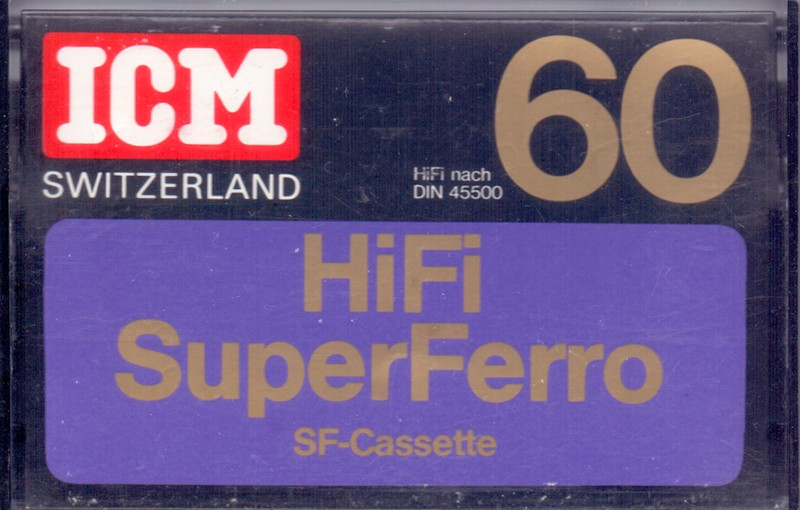 ICM
SWITZERLAND
60
HiFi nach
DIN 45500
HiFi
SuperFerro
SF-Cassette